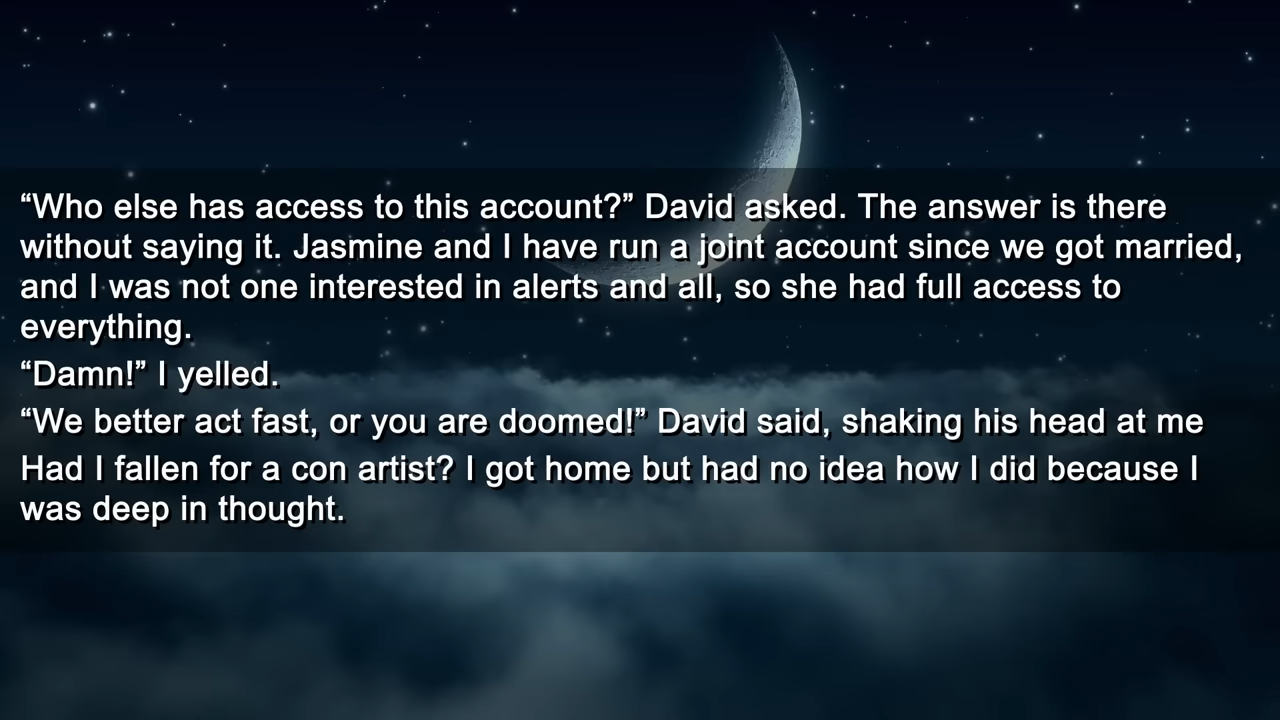 “Who else has access to this account?” David asked. The answer is there
without saying it. Jasmine and I have run a joint account since we got married,
and I was not one interested in alerts and all, so she had full access to
everything.
“Damn!” I yelled.
“We better act fast, or you are doomed!” David said, shaking his head at me
Had I fallen for a con artist? I got home but had no idea how I did because I
was deep in thought.